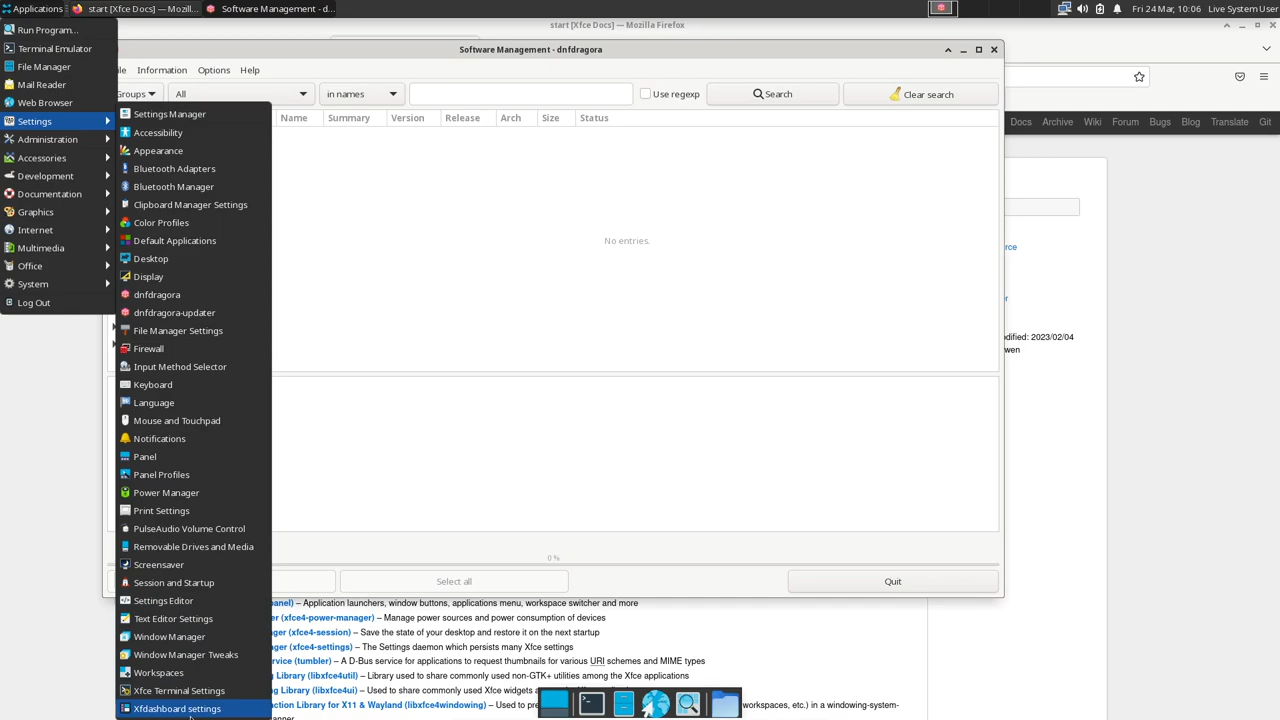 Applications
start [Xfce Docs] — Mozill...
Software Management - d...
Fri 24 Mar, 10:06
Live System User
start [Xfce Docs] — Mozilla Firefox
Software Management - dnfdragora
Information
Options
Help
Groups
All
in names
Use regexp
Search
Clear search
Name
Summary
Version
Release
Arch
Size
Status
No entries.
0 %
Select all
Quit
Run Program...
Terminal Emulator
File Manager
Mail Reader
Web Browser
Settings
Administration
Accessories
Development
Documentation
Graphics
Internet
Multimedia
Office
System
Log Out
Settings Manager
Accessibility
Appearance
Bluetooth Adapters
Bluetooth Manager
Clipboard Manager Settings
Color Profiles
Default Applications
Desktop
Display
dnfdragora
dnfdragora-updater
File Manager Settings
Firewall
Input Method Selector
Keyboard
Language
Mouse and Touchpad
Notifications
Panel
Panel Profiles
Power Manager
Print Settings
PulseAudio Volume Control
Removable Drives and Media
Screensaver
Session and Startup
Settings Editor
Text Editor Settings
Window Manager
Window Manager Tweaks
Workspaces
Xfce Terminal Settings
Xfdashboard settings
Docs Archive Wiki Forum Bugs Blog Translate Git
2023/02/04
panel) – Application launchers, window buttons, applications menu, workspace switcher and more
(xfce4-power-manager) – Manage power sources and power consumption of devices
(xfce4-session) – Save the state of your desktop and restore it on the next startup
(xfce4-settings) – The Settings daemon which persists many Xfce settings
(tumbler) – A D-Bus service for applications to request thumbnails for various URI schemes and MIME types
Library (libxfce4util) – Library used to share commonly used non-GTK+ utilities among the Xfce applications
Library (libxfce4ui) – Used to share commonly used Xfce widgets
Library for X11 & Wayland (libxfce4windowing) – Used to workspaces, etc.) in a windowing-system-